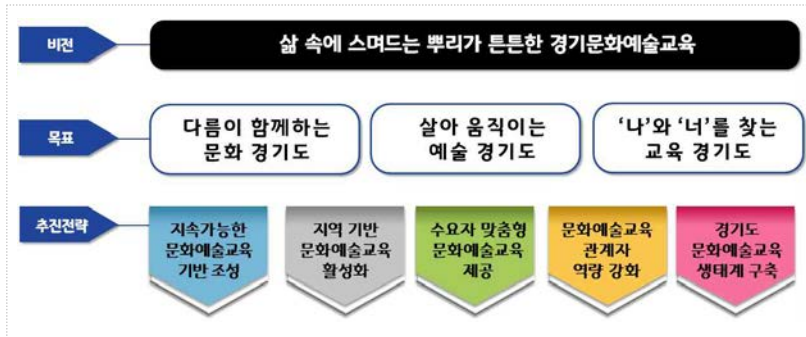 비전
삶 속에 스며드는 뿌리가 튼튼한 경기문화예술교육
목표
다름이 함께하는
문화 경기도
살아 움직이는
예술 경기도
‘나’와 ‘너’를 찾는
교육 경기도
추진전략
지속가능한
문화예술교육
기반 조성
지역 기반
문화예술교육
활성화
수요자 맞춤형
문화예술교육
제공
문화예술교육
관계자
역량 강화
경기도
문화예술교육
생태계 구축